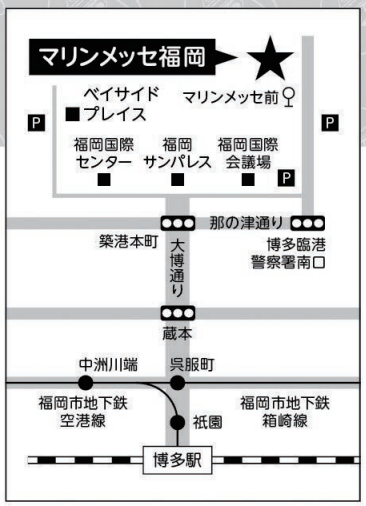 マリンメッセ福岡
ベイサイド
プレイス
マリンメッセ前
P
P
福岡国際
センター
福岡
サンパレス
福岡国際
会議場
P
那の津通り
築港本町
大博通り
博多臨港
警察署南口
蔵本
中洲川端
呉服町
福岡市地下鉄
空港線
福岡市地下鉄
箱崎線
祇園
博多駅